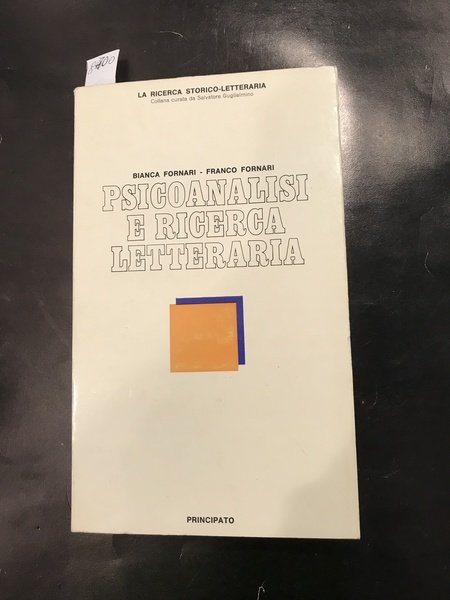 LA RICERCA STORICO-LETTERARIA
Collana curata da Salvatore Guglielmino
BIANCA FORNARI - FRANCO FORNARI
PSICOANALISI
E RICERCA
LETTERARIA
PRINCIPATO